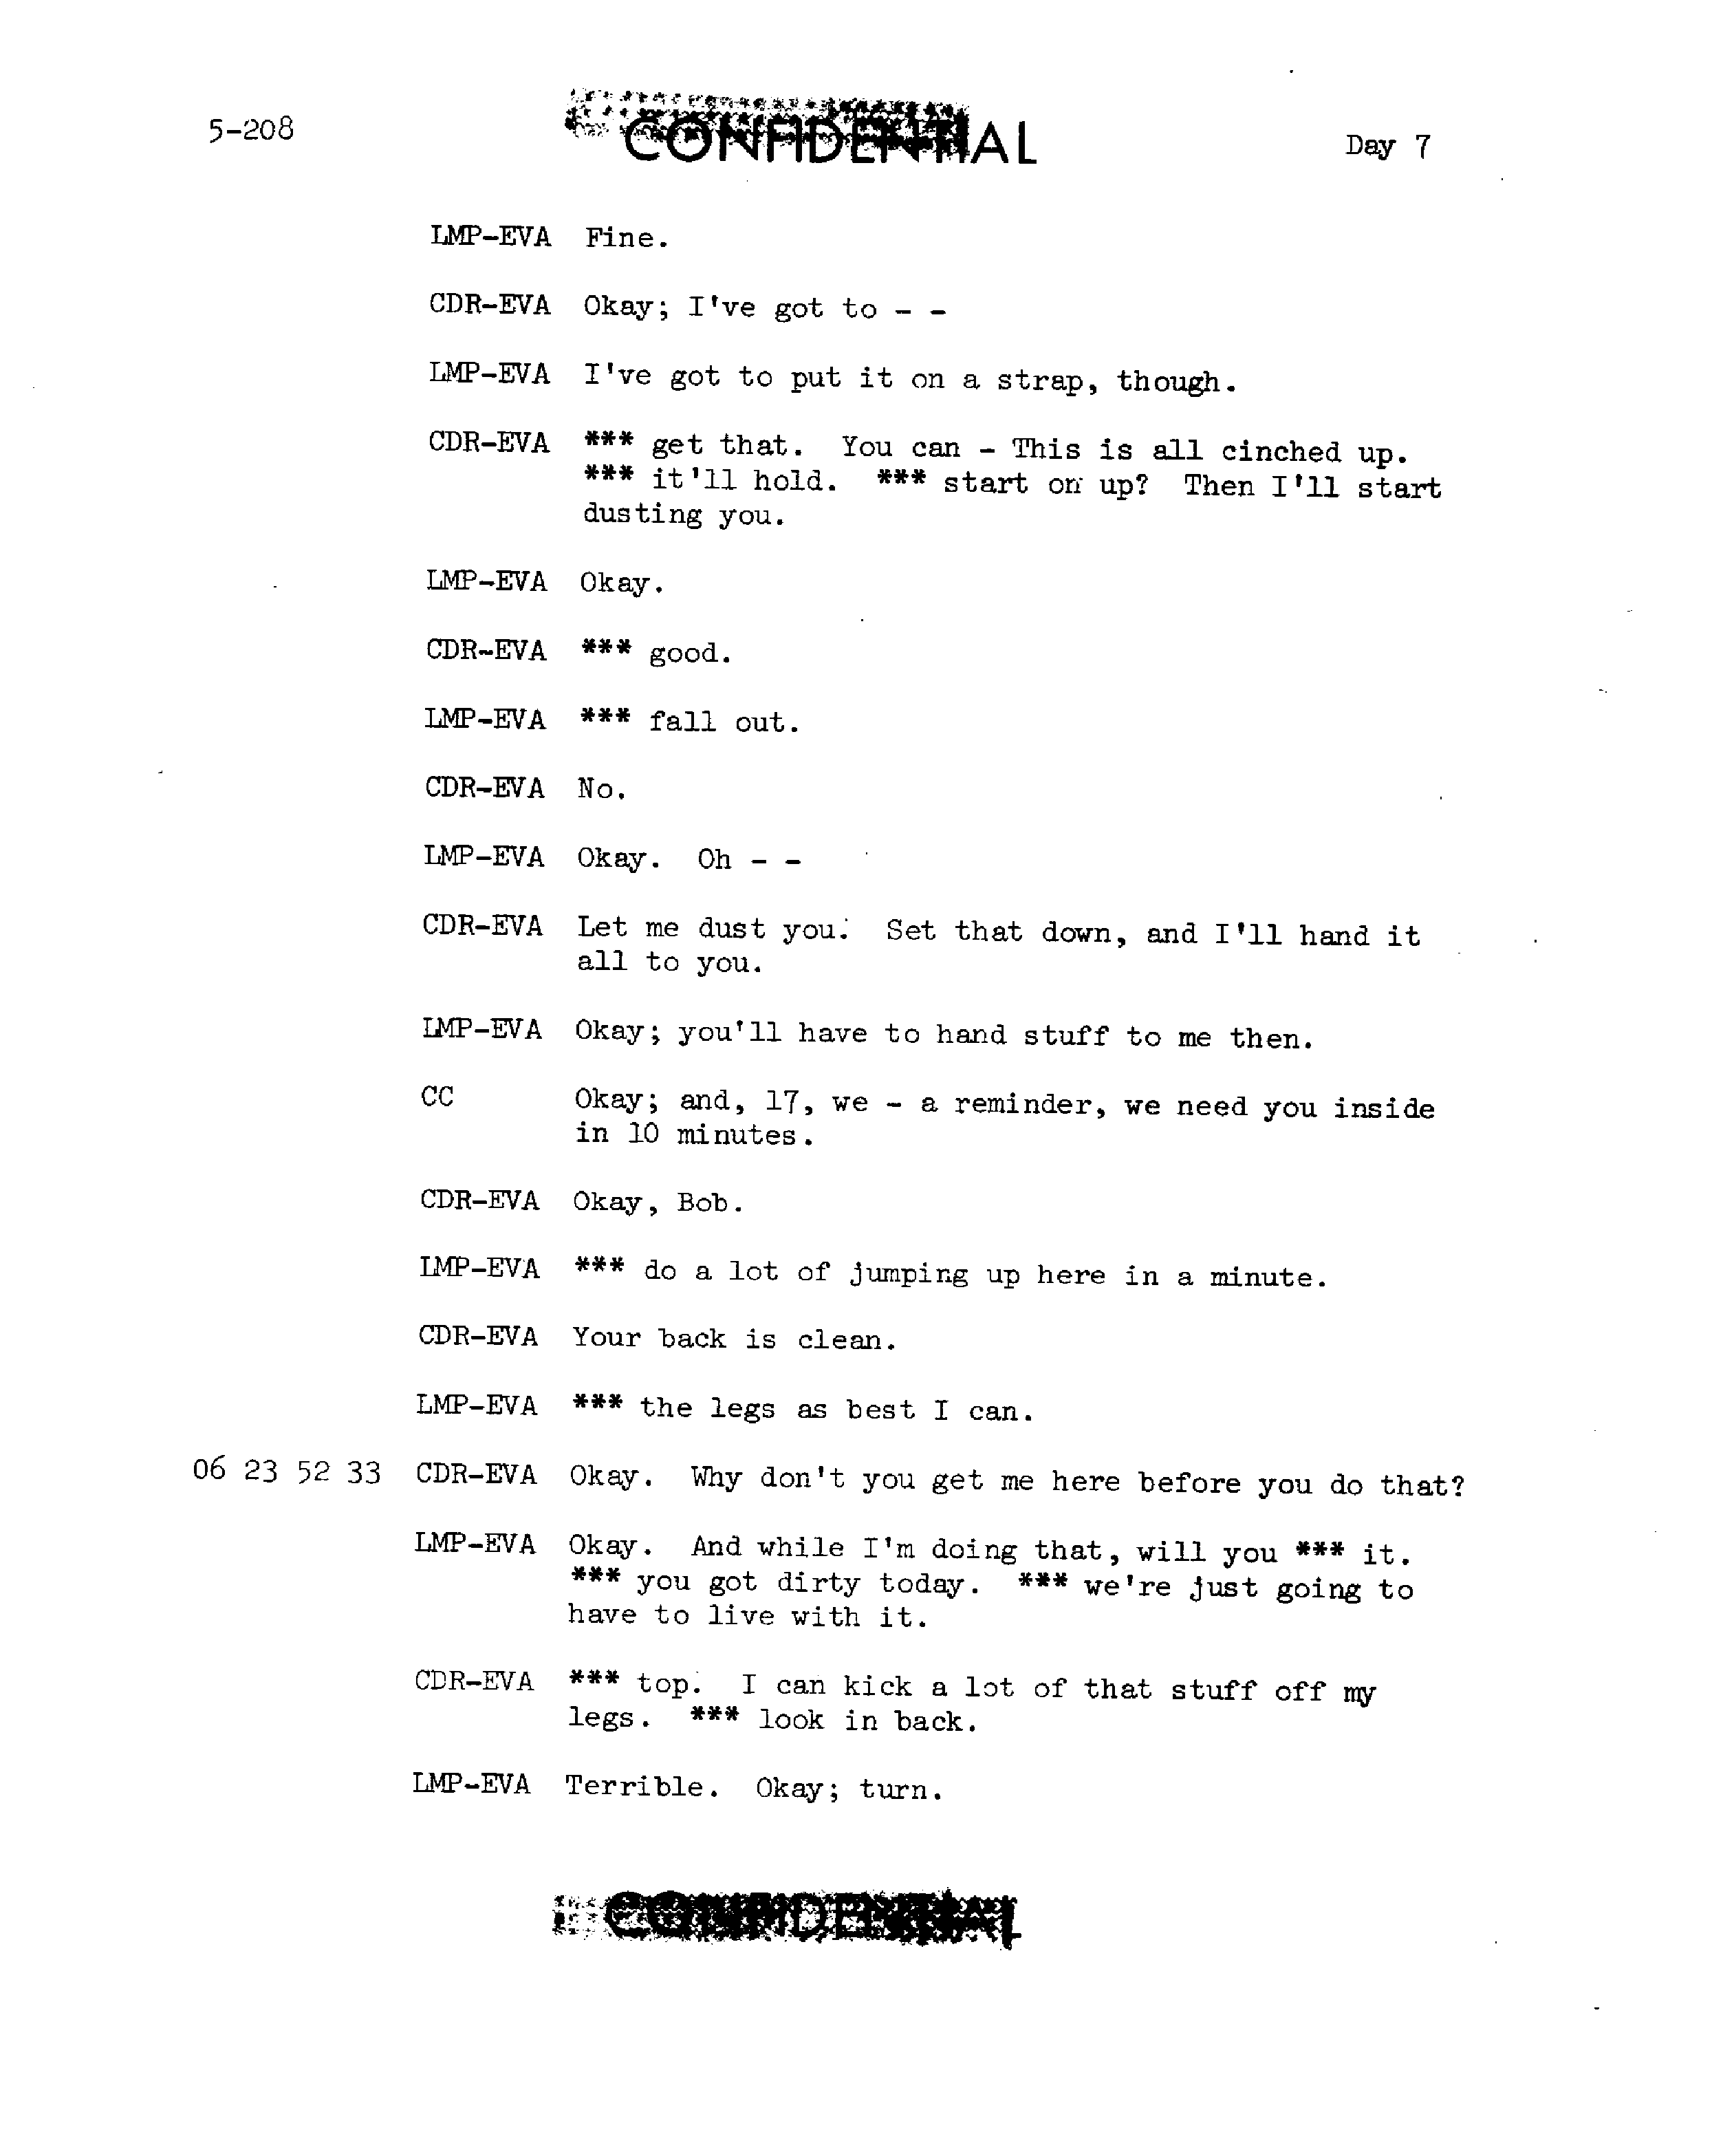 5-208
CONFIDENTIAL
Day 7
LMP-EVA Fine.
CDR-EVA Okay; I've got to - -
LMP-EVA I've got to put it on a strap, though.
CDR-EVA *** get that. You can - This is all cinched up.
*** it'll hold. *** start on up? Then I'll start
dusting you.
LMP-EVA Okay.
CDR-EVA *** good.
LMP-EVA *** fall out.
CDR-EVA No.
LMP-EVA Okay. Oh - -
CDR-EVA Let me dust you. Set that down, and I'll hand it
all to you.
LMP-EVA Okay; you'll have to hand stuff to me then.
CC Okay; and, 17, we - a reminder, we need you inside
in 10 minutes.
CDR-EVA Okay, Bob.
LMP-EVA *** do a lot of jumping up here in a minute.
CDR-EVA Your back is clean.
LMP-EVA *** the legs as best I can.
06 23 52 33 CDR-EVA Okay. Why don't you get me here before you do that?
LMP-EVA Okay. And while I'm doing that, will you *** it.
*** you got dirty today. *** we're just going to
have to live with it.
CDR-EVA *** top. I can kick a lot of that stuff off my
legs. *** look in back.
LMP-EVA Terrible. Okay; turn.
CONFIDENTIAL